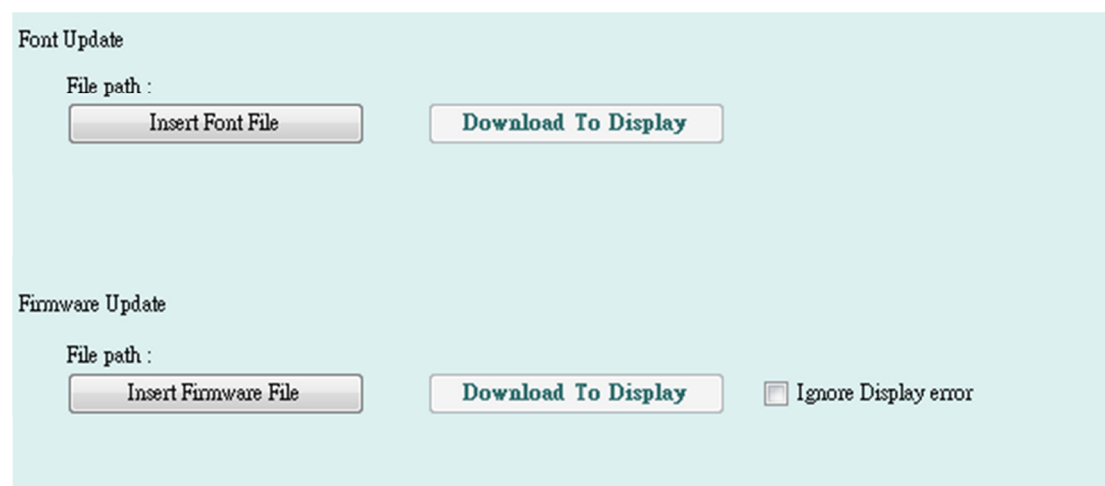 Font Update
File path :
Insert Font File Download To Display
Firmware Update
File path :
Insert Firmware File Download To Display Ignore Display error